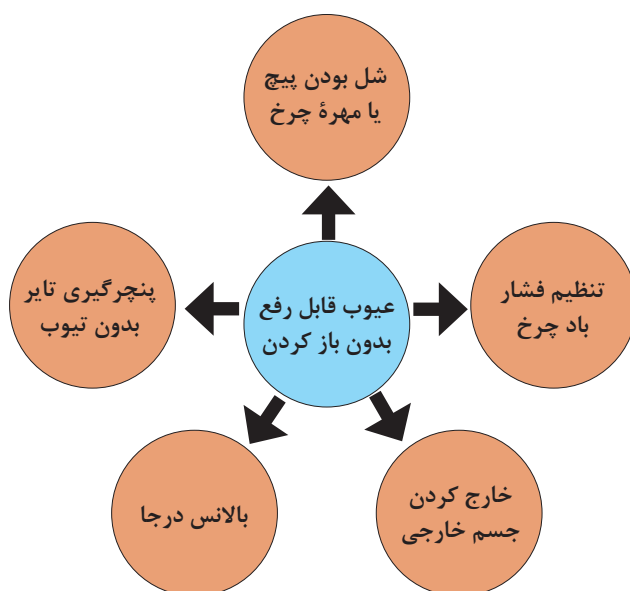 شل بودن پیچ
یا مهرهٔ چرخ
تنظیم فشار
باد چرخ
عیوب قابل رفع
بدون باز کردن
پنچرگیری تایر
بدون تیوب
خارج کردن
جسم خارجی
بالانس درجا